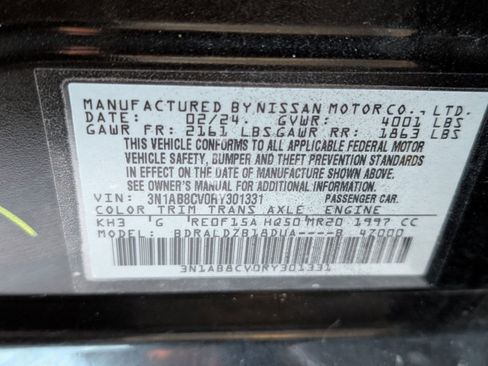 MANUFACTURED BY NISSAN MOTOR CO., LTD.
DATE: 02/24. GVWR: 4001 LBS
GAWR FR: 2161 LBS GAWR RR: 1863 LBS
THIS VEHICLE CONFORMS TO ALL APPLICABLE FEDERAL MOTOR
VEHICLE SAFETY, BUMPER AND THEFT PREVENTION STANDARDS
IN EFFECT ON THE DATE OF MANUFACTURE SHOWN ABOVE.
SEE OWNER'S MANUAL FOR ADDITIONAL INFORMATION.
VIN: 3N1AB8CV0RY301331 PASSENGER CAR.
COLOR TRIM TRANS AXLE ENGINE
KH3 'G 'RE0F15A HQ50'MR20 1997 CC
MODEL: BDRALDZB18DUA----B 4Z000
3N1AB8CV0RY301331